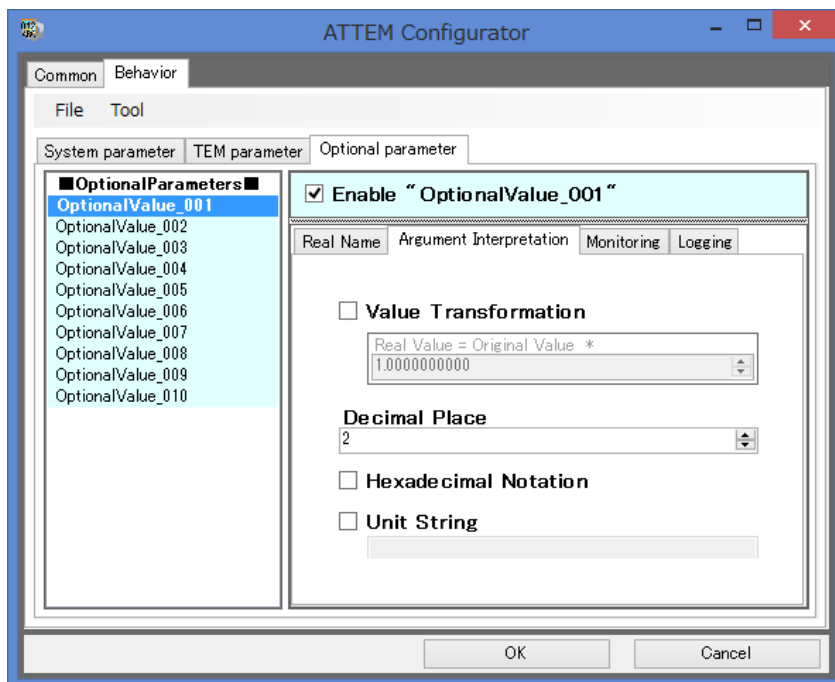 ATTEM Configurator
Common Behavior
File Tool
System parameter TEM parameter Optional parameter
■OptionalParameters■
OptionalValue_001
OptionalValue_002
OptionalValue_003
OptionalValue_004
OptionalValue_005
OptionalValue_006
OptionalValue_007
OptionalValue_008
OptionalValue_009
OptionalValue_010
Enable "OptionalValue_001"
Real Name Argument Interpretation Monitoring Logging
Value Transformation
Real Value = Original Value *
1.0000000000
Decimal Place
2
Hexadecimal Notation
Unit String
OK Cancel